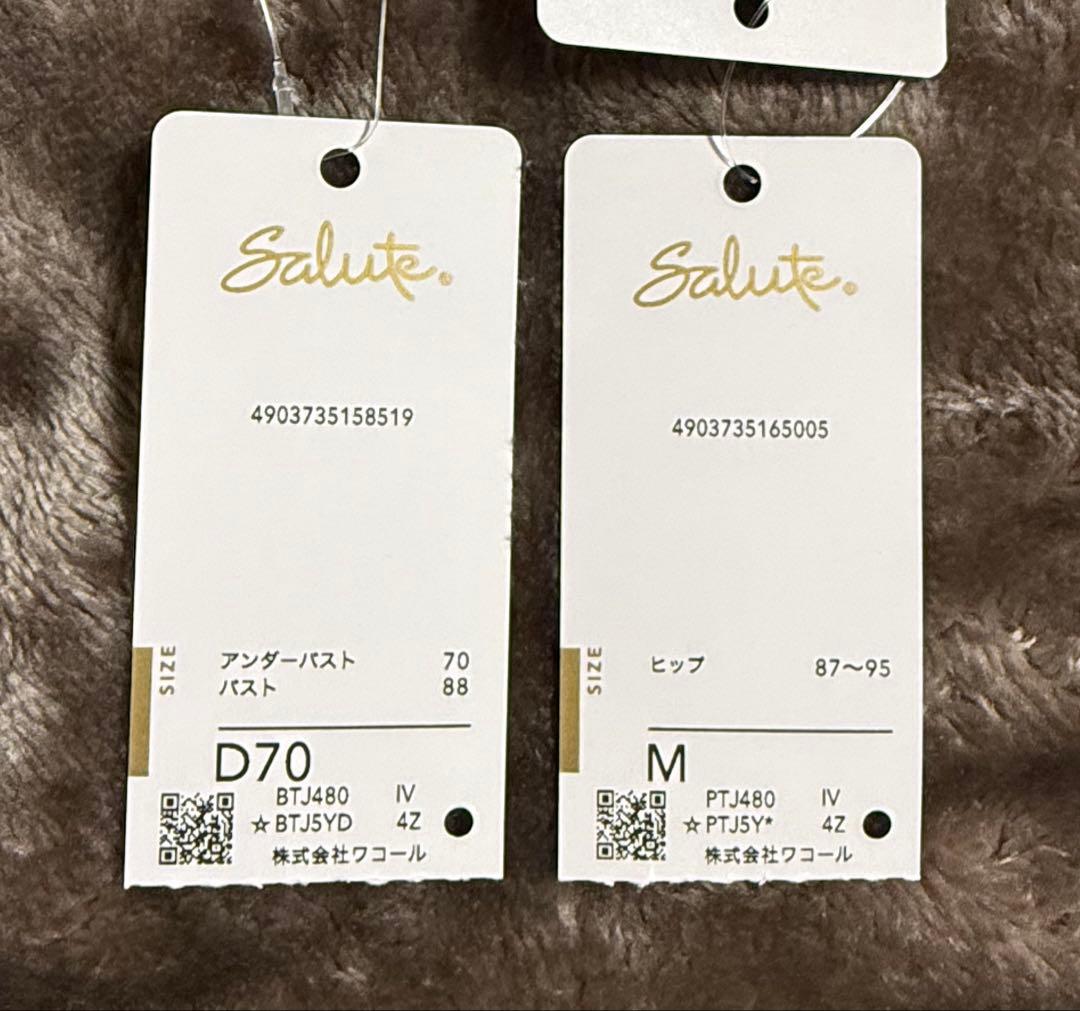 Salute.
4903735158519
SIZE
アンダーバスト 70
バスト 88
D70
BTJ480 IV
☆BTJ5YD 4Z
株式会社ワコール
Salute.
4903735165005
SIZE
ヒップ 87〜95
M
PTJ480 IV
☆PTJ5Y* 4Z
株式会社ワコール